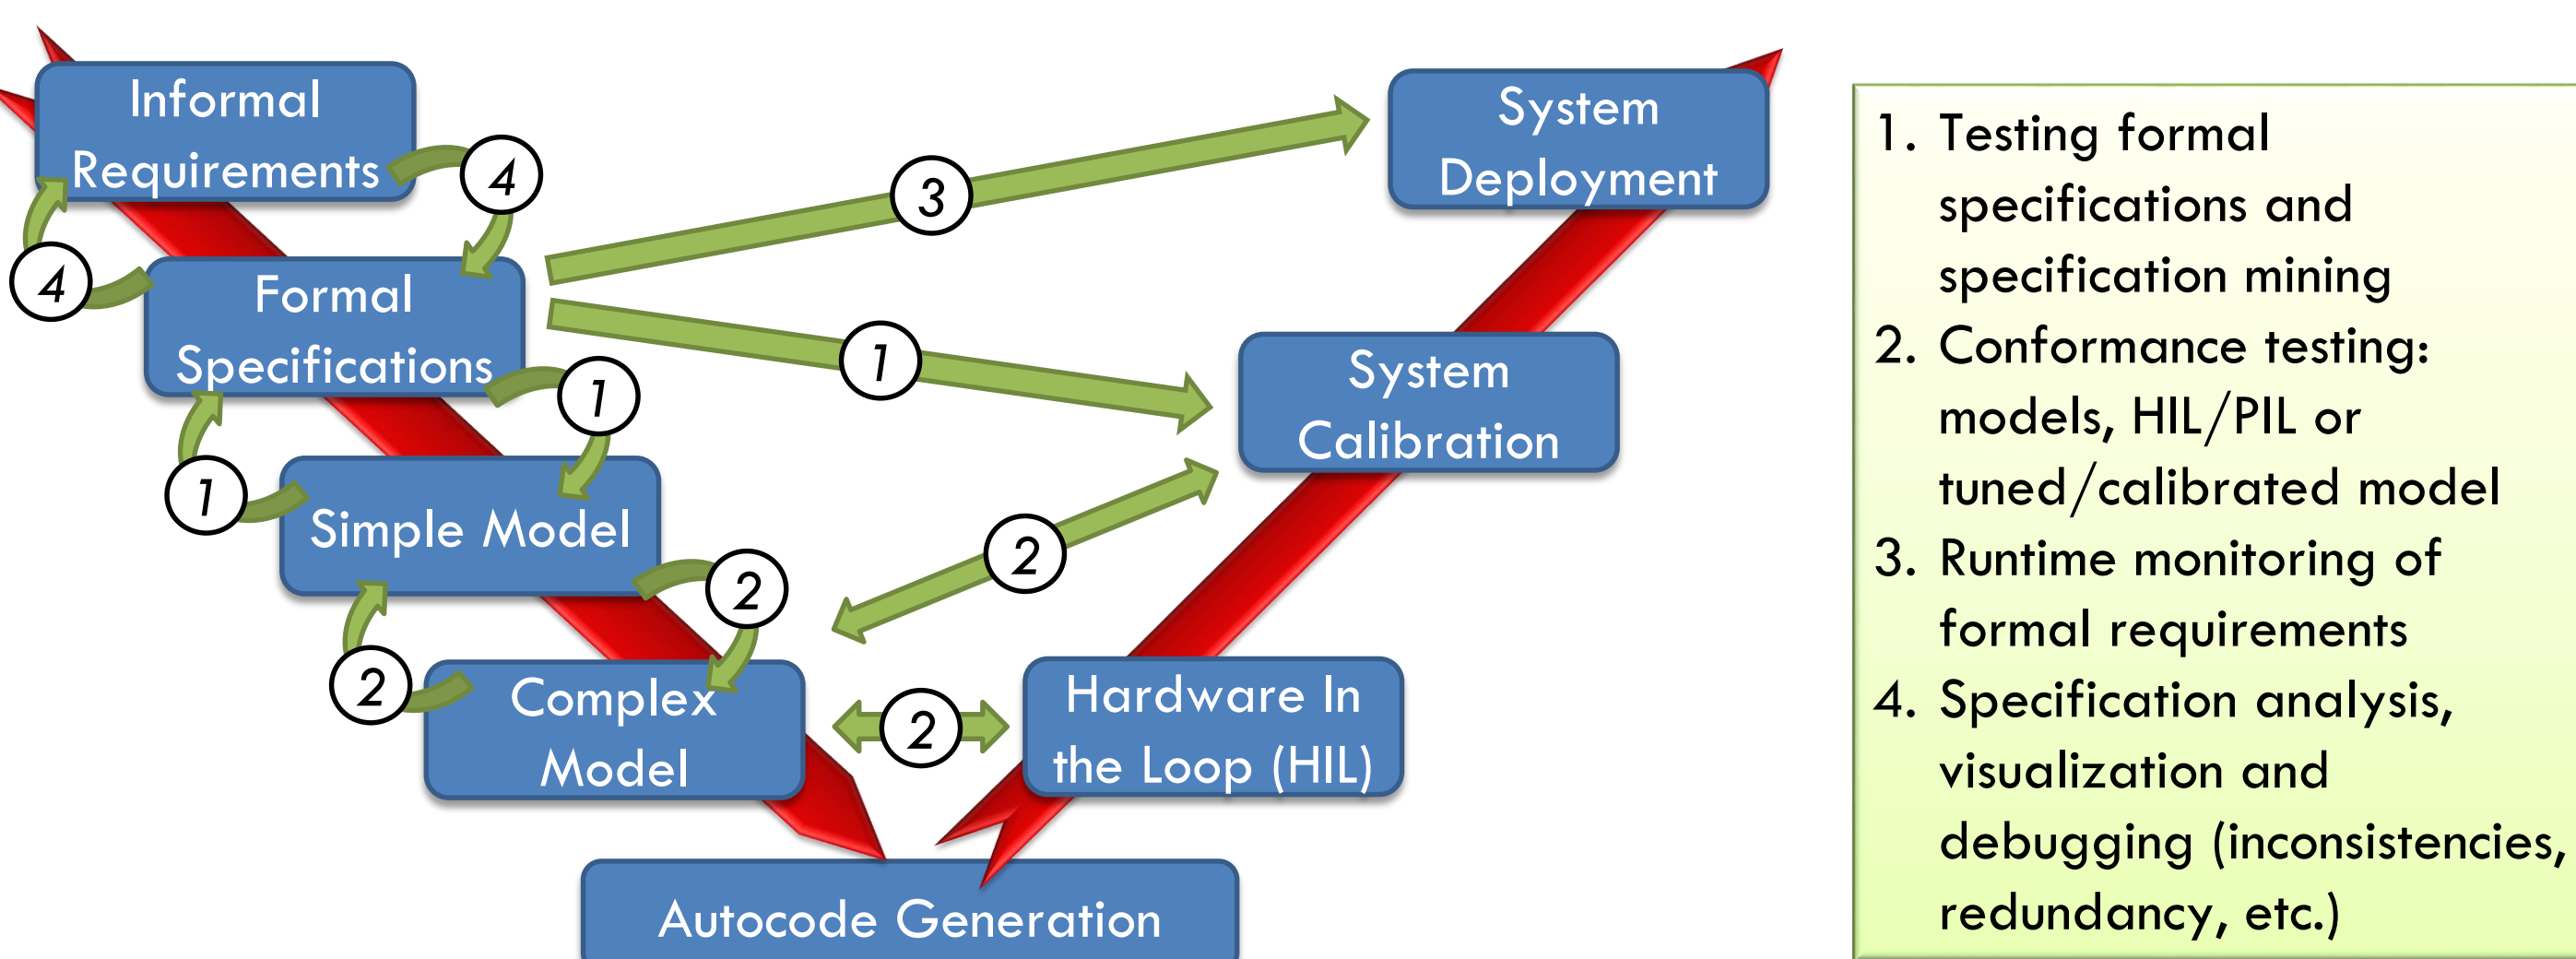 Informal
Requirements
4
4
Formal
Specifications
1
1
Simple Model
2
2
Complex
Model
3
1
2
2
System
Deployment
System
Calibration
Hardware In
the Loop (HIL)
Autocode Generation
1. Testing formal
specifications and
specification mining
2. Conformance testing:
models, HIL/PIL or
tuned/calibrated model
3. Runtime monitoring of
formal requirements
4. Specification analysis,
visualization and
debugging (inconsistencies,
redundancy, etc.)